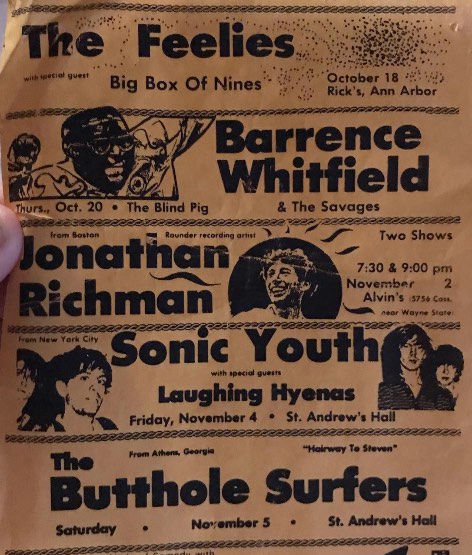 The Feelies
with special guest
Big Box Of Nines
October 18
Rick's, Ann Arbor
Barrence
Whitfield
Thurs., Oct. 20 • The Blind Pig
& The Savages
from Boston
Rounder recording artist
Two Shows
Jonathan
Richman
7:30 & 9:00 pm
November 2
Alvin's 5756 Cass,
near Wayne State
From New York City
Sonic Youth
with special guests
Laughing Hyenas
Friday, November 4 • St. Andrew's Hall
From Athens, Georgia
"Hairway To Steven"
The
Butthole Surfers
Saturday • November 5 • St. Andrew's Hall